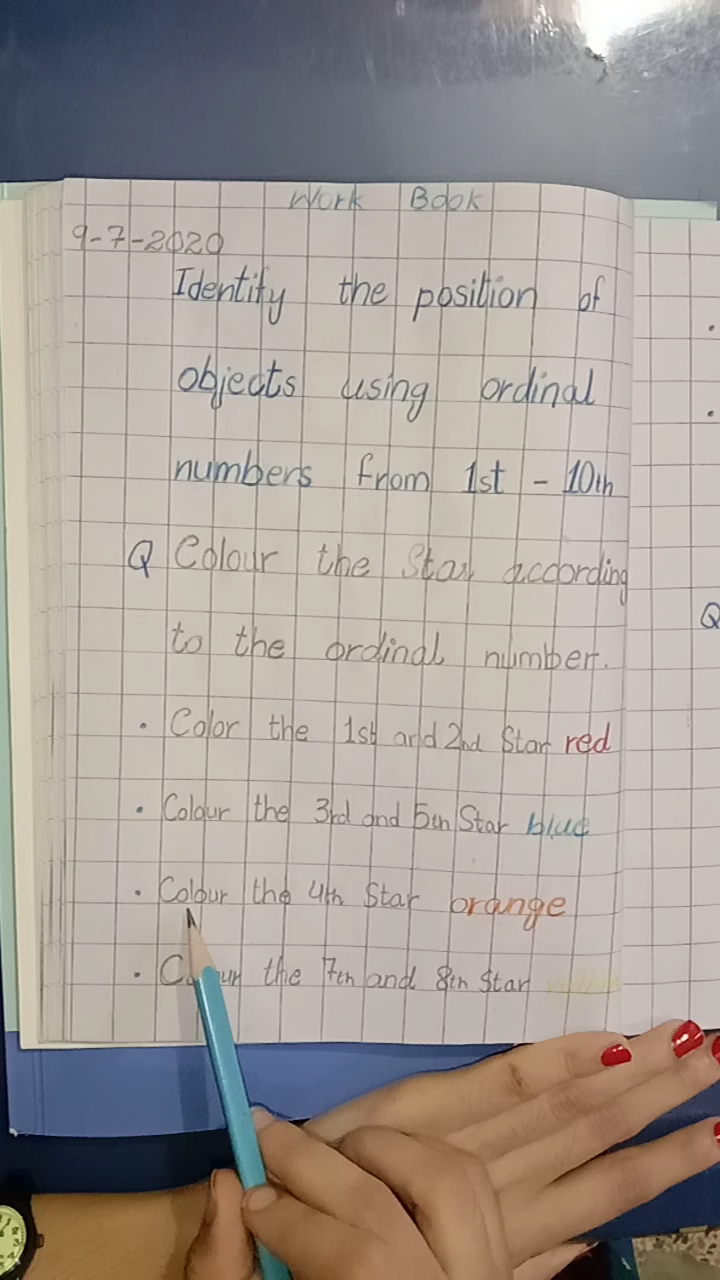 Work Book
9-7-2020
Identify the position of
objects using ordinal
numbers from 1st - 10th
Q Colour the Star according
to the ordinal number.
• Color the 1st and 2nd Star red
• Colour the 3rd and 5th Star blue
• Colour the 4th Star orange
• Colour the 7th and 8th Star
Q